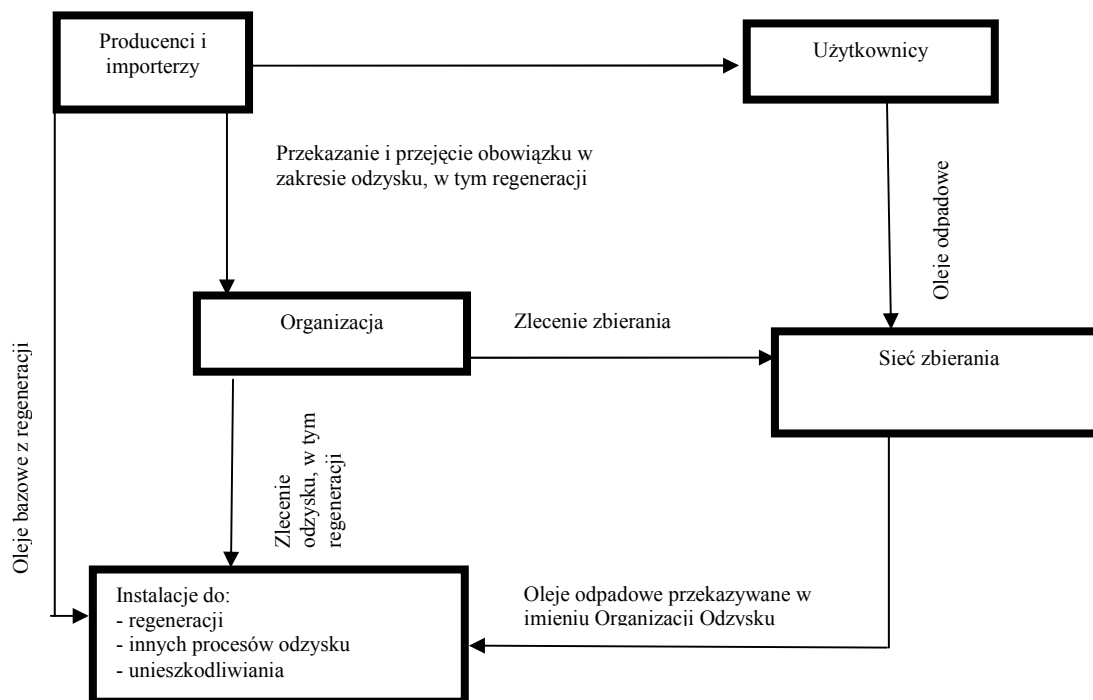 Producenci i
importerzy
Użytkownicy
Przekazanie i przejęcie obowiązku w
zakresie odzysku, w tym regeneracji
Oleje odpadowe
Organizacja
Zlecenie zbierania
Sieć zbierania
Oleje bazowe z regeneracji
Zlecenie
odzysku, w tym
regeneracji
Instalacje do:
- regeneracji
- innych procesów odzysku
- unieszkodliwiania
Oleje odpadowe przekazywane w
imieniu Organizacji Odzysku